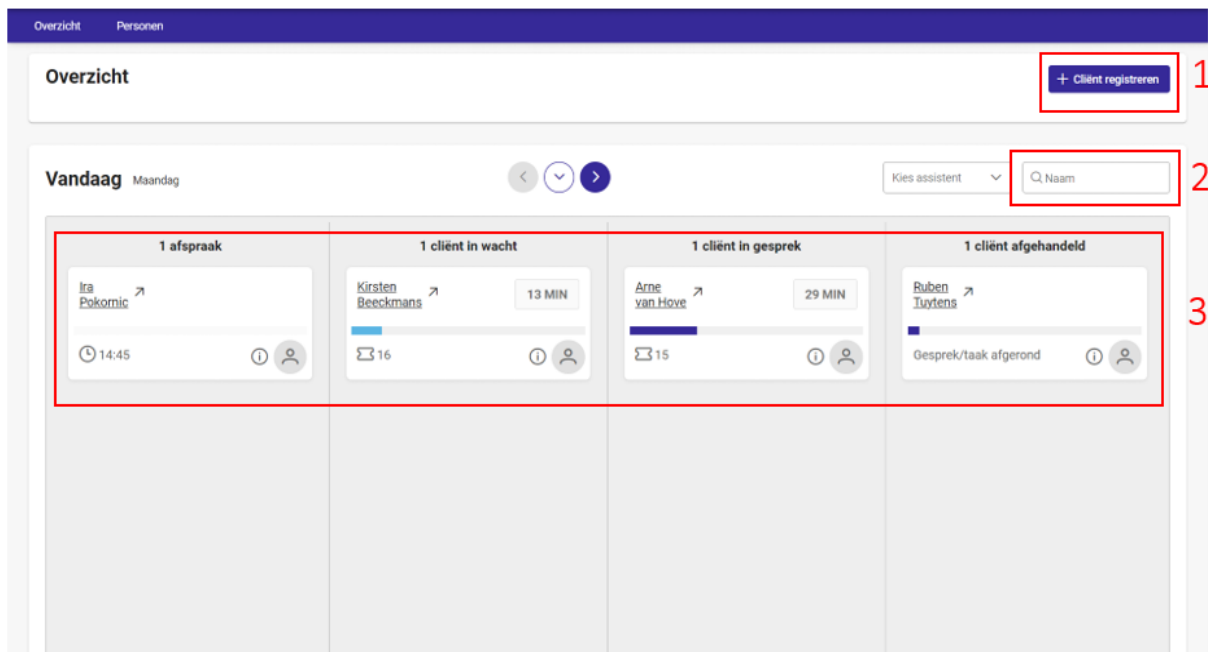 Overzicht Personen
Overzicht
+ Cliënt registreren
1
Vandaag Maandag
Kies assistent
Naam
2
1 afspraak
1 cliënt in wacht
1 cliënt in gesprek
1 cliënt afgehandeld
Ira
Pokornic
14:45
Kirsten
Beeckmans
13 MIN
16
Arne
van Hove
29 MIN
15
Ruben
Tuytens
Gesprek/taak afgerond
3